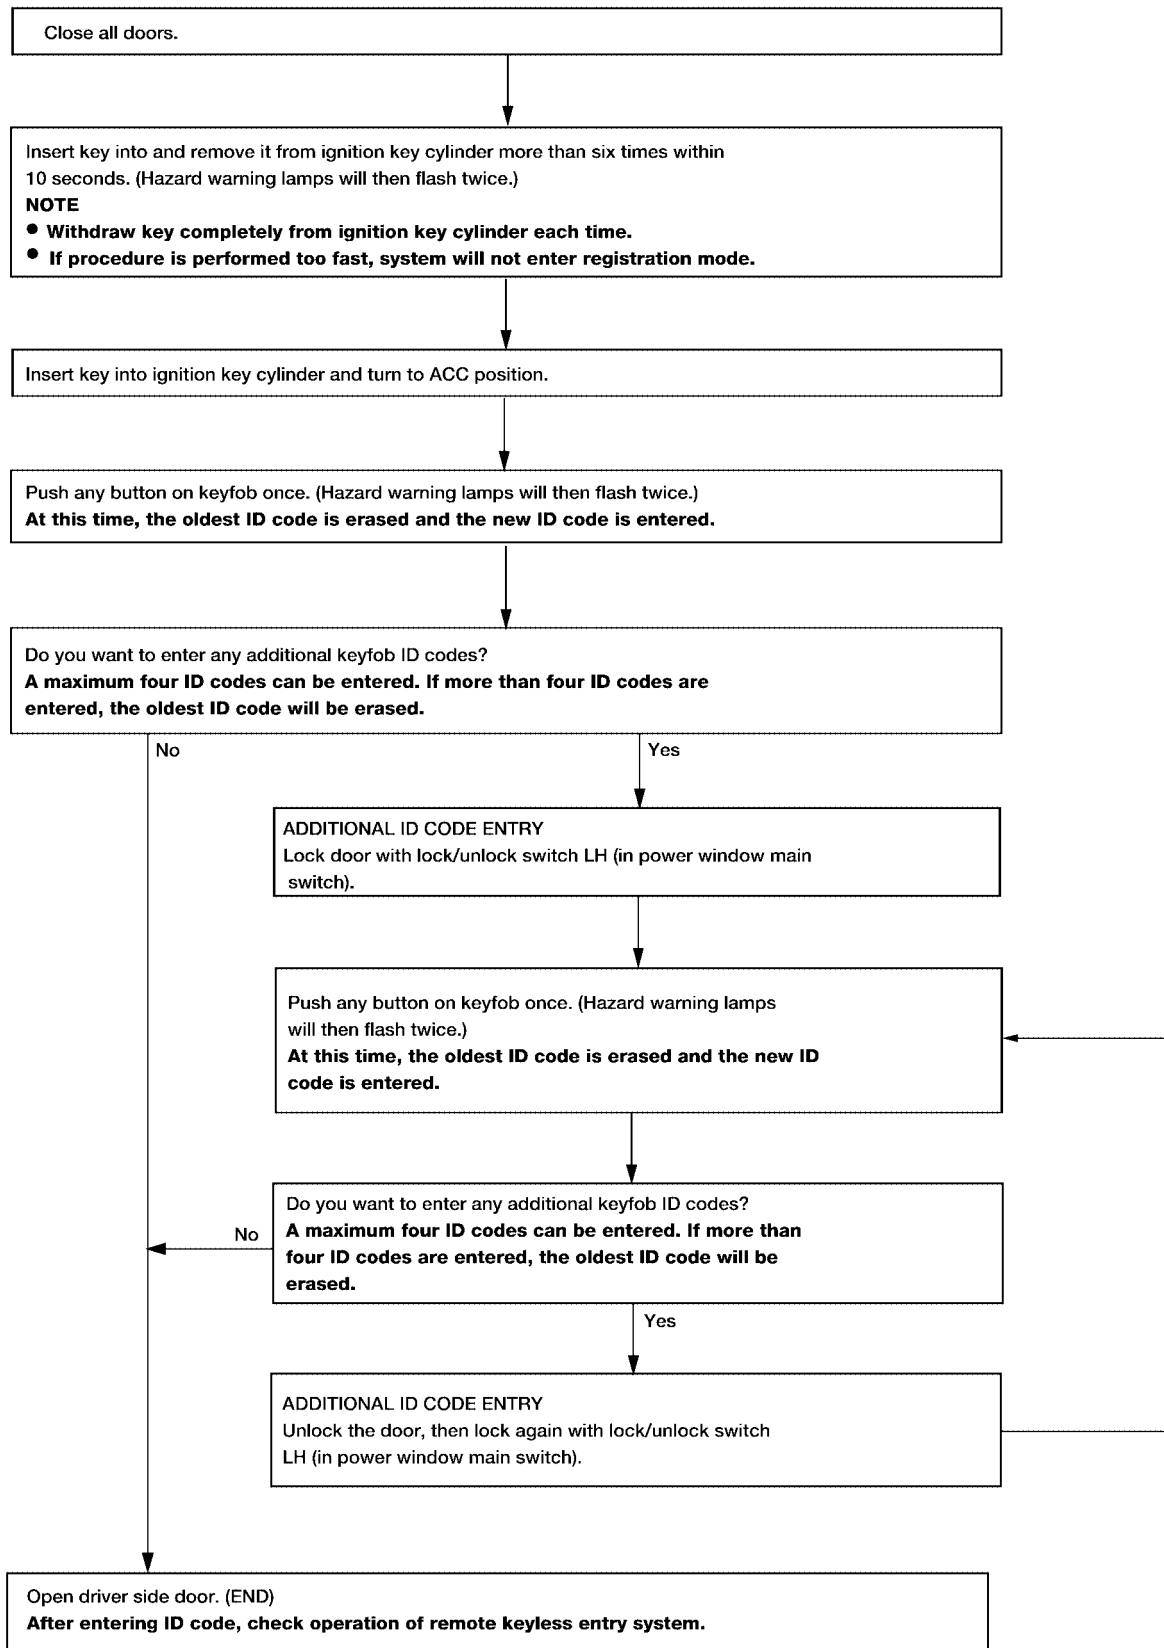 Close all doors.
Insert key into and remove it from ignition key cylinder more than six times within
10 seconds. (Hazard warning lamps will then flash twice.)
NOTE
● Withdraw key completely from ignition key cylinder each time.
● If procedure is performed too fast, system will not enter registration mode.
Insert key into ignition key cylinder and turn to ACC position.
Push any button on keyfob once. (Hazard warning lamps will then flash twice.)
At this time, the oldest ID code is erased and the new ID code is entered.
Do you want to enter any additional keyfob ID codes?
A maximum four ID codes can be entered. If more than four ID codes are
entered, the oldest ID code will be erased.
No
Yes
ADDITIONAL ID CODE ENTRY
Lock door with lock/unlock switch LH (in power window main
switch).
Push any button on keyfob once. (Hazard warning lamps
will then flash twice.)
At this time, the oldest ID code is erased and the new ID
code is entered.
Do you want to enter any additional keyfob ID codes?
A maximum four ID codes can be entered. If more than
four ID codes are entered, the oldest ID code will be
erased.
No
Yes
ADDITIONAL ID CODE ENTRY
Unlock the door, then lock again with lock/unlock switch
LH (in power window main switch).
Open driver side door. (END)
After entering ID code, check operation of remote keyless entry system.